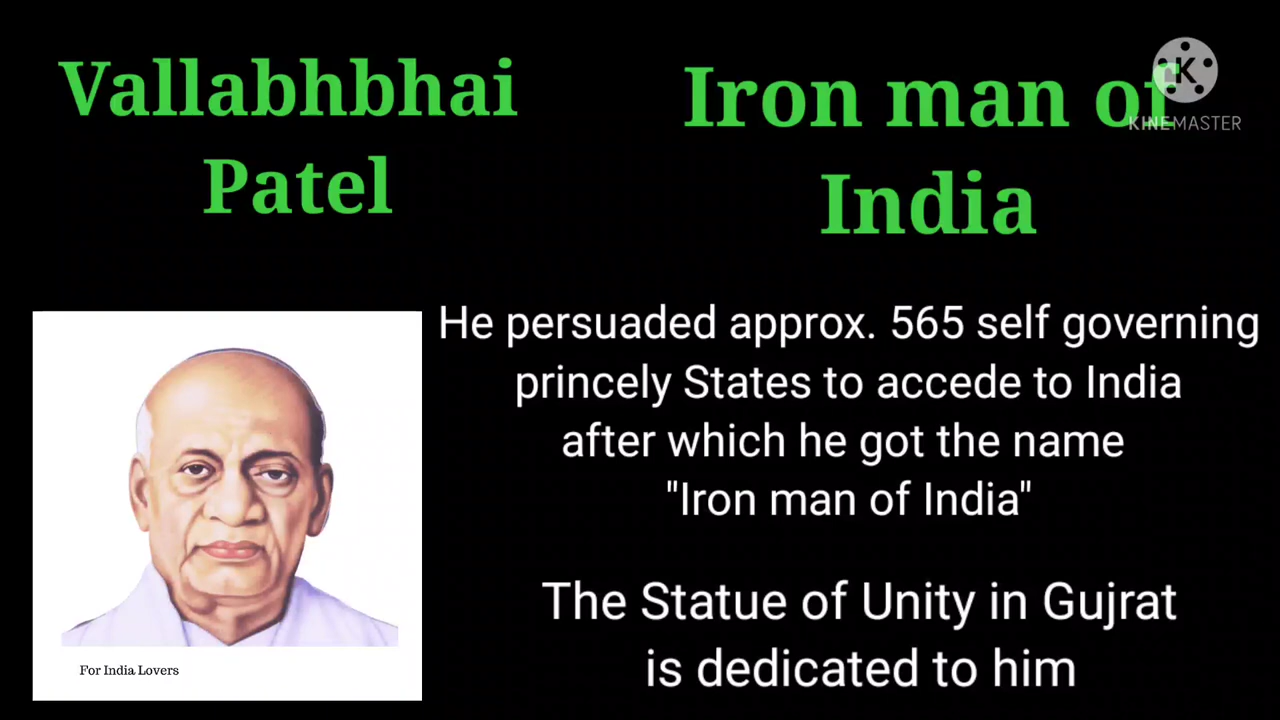 Vallabhbhai
Patel
Iron man of
India
K
KINEMASTER
He persuaded approx. 565 self governing
princely States to accede to India
after which he got the name
"Iron man of India"
The Statue of Unity in Gujrat
is dedicated to him
For India Lovers